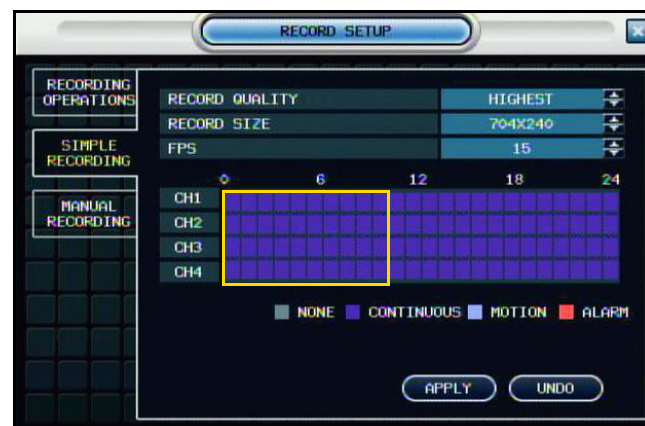 RECORD SETUP
RECORDING
OPERATIONS
SIMPLE
RECORDING
MANUAL
RECORDING
RECORD QUALITY HIGHEST
RECORD SIZE 704X240
FPS 15
0 6 12 18 24
CH1
CH2
CH3
CH4
NONE CONTINUOUS MOTION ALARM
APPLY UNDO